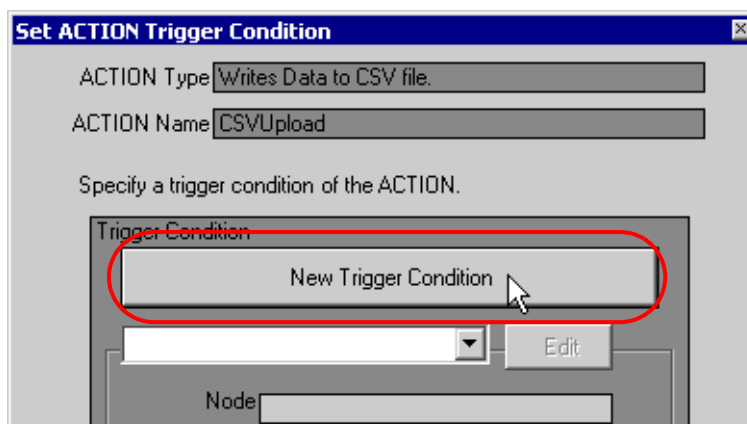 Set ACTION Trigger Condition
ACTION Type Writes Data to CSV file.
ACTION Name CSVUpload
Specify a trigger condition of the ACTION.
Trigger Condition
New Trigger Condition
Edit
Node